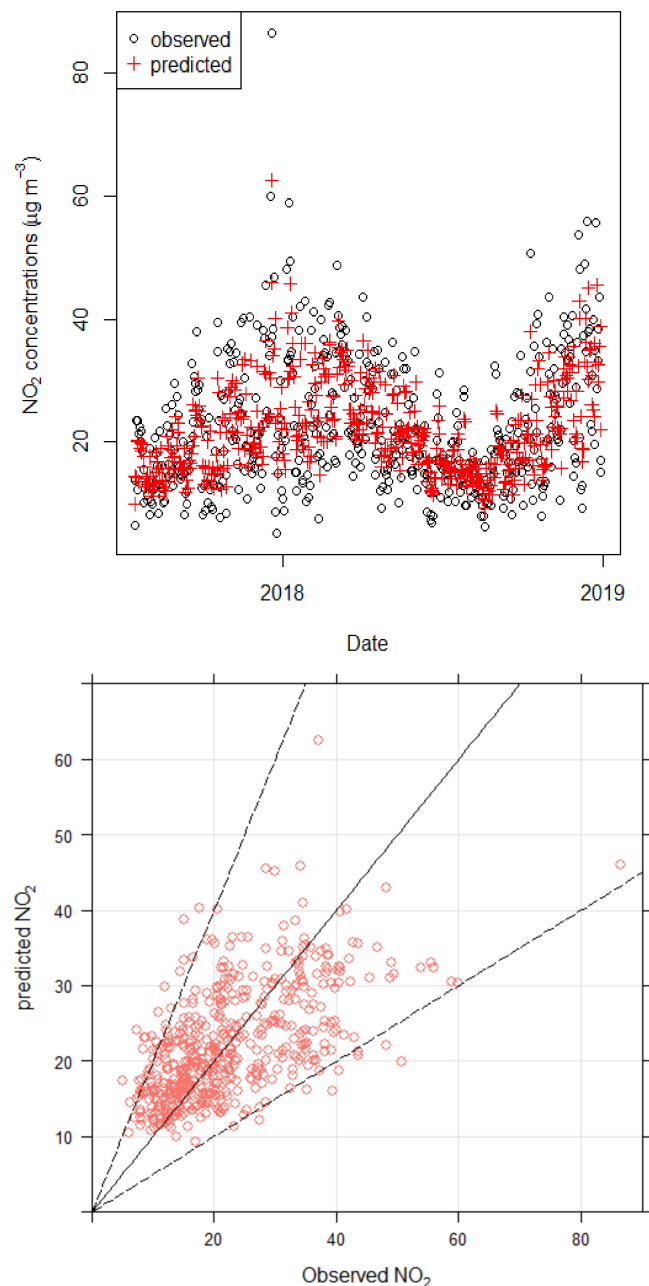 observed
predicted
NO₂ concentrations (µg m⁻³)
80
60
40
20
2018 2019
Date
predicted NO₂
60
50
40
30
20
10
20 40 60 80
Observed NO₂